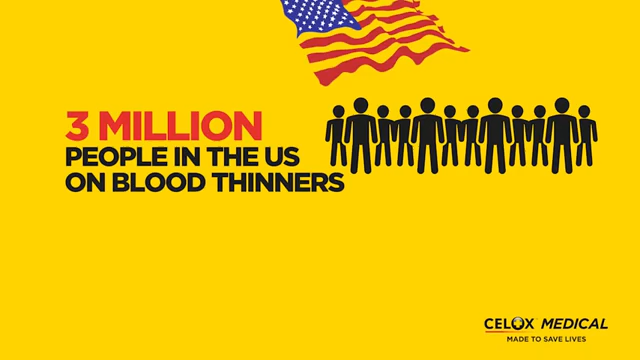 3 MILLION
PEOPLE IN THE US
ON BLOOD THINNERS
CELOX MEDICAL
MADE TO SAVE LIVES